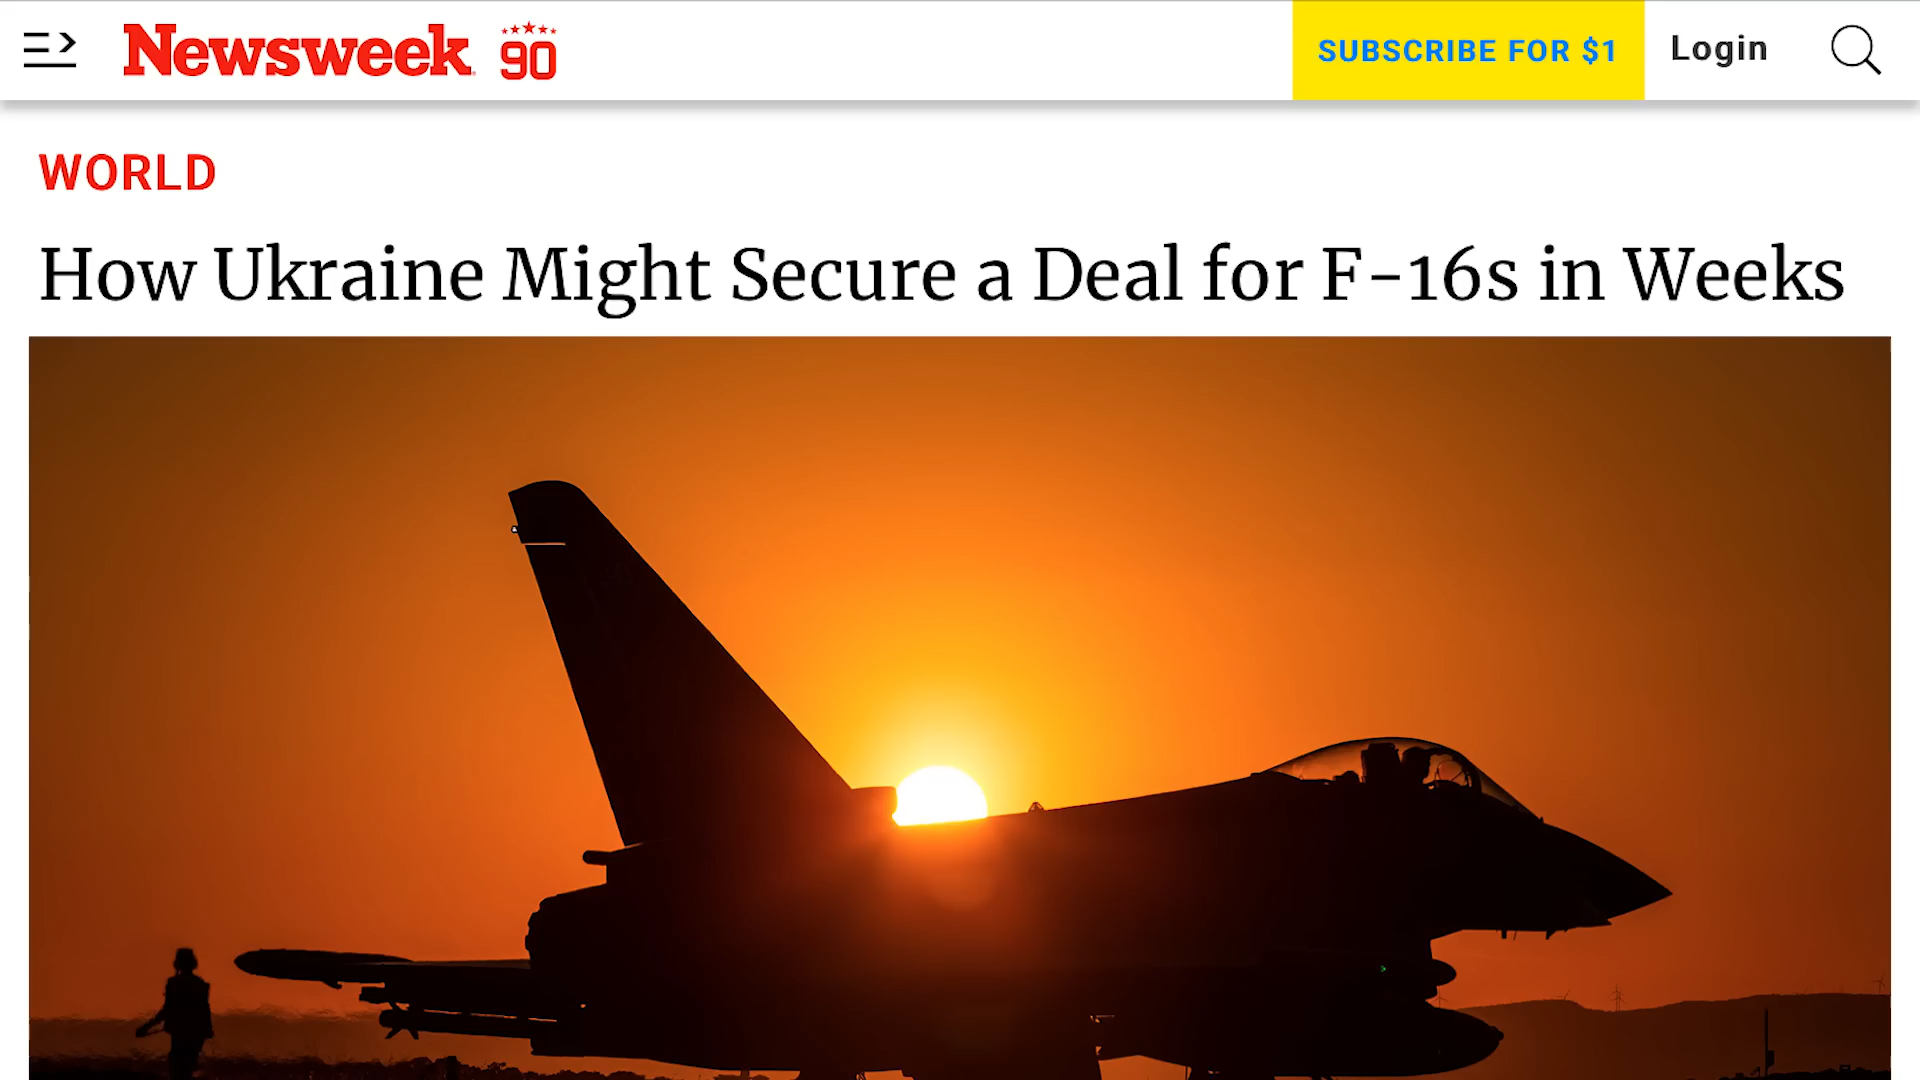 Newsweek 90
SUBSCRIBE FOR $1
Login
WORLD
How Ukraine Might Secure a Deal for F-16s in Weeks